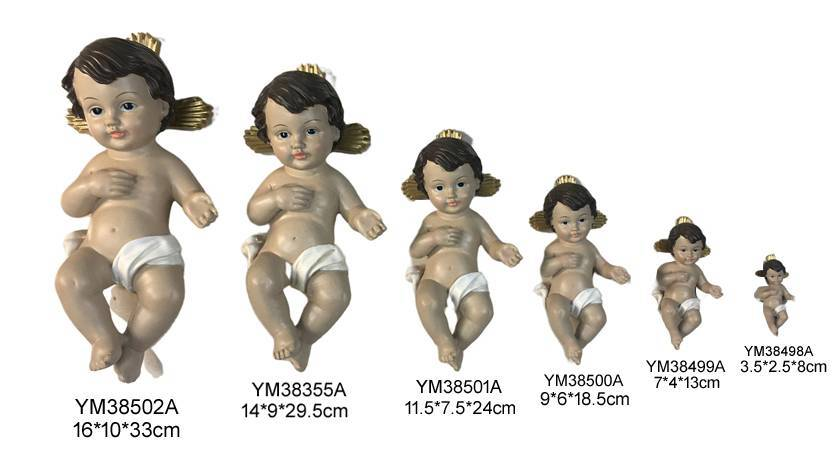 YM38502A
16*10*33cm
YM38355A
14*9*29.5cm
YM38501A
11.5*7.5*24cm
YM38500A
9*6*18.5cm
YM38499A
7*4*13cm
YM38498A
3.5*2.5*8cm